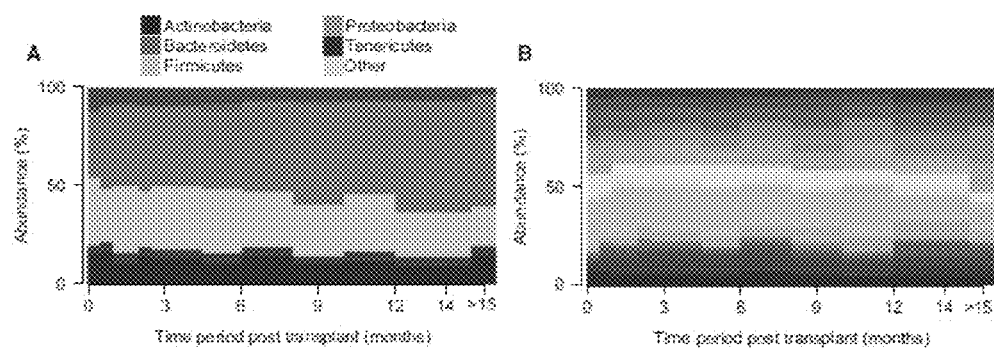 Actinobacteria Proteobacteria
A Bacteroidetes Tenericutes B
Firmicutes Other
100 100
Abundance (%) Abundance (%)
50 50
0 0
0 3 6 9 12 14 >15 0 3 6 9 12 14 >15
Time period post transplant (months) Time period post transplant (months)